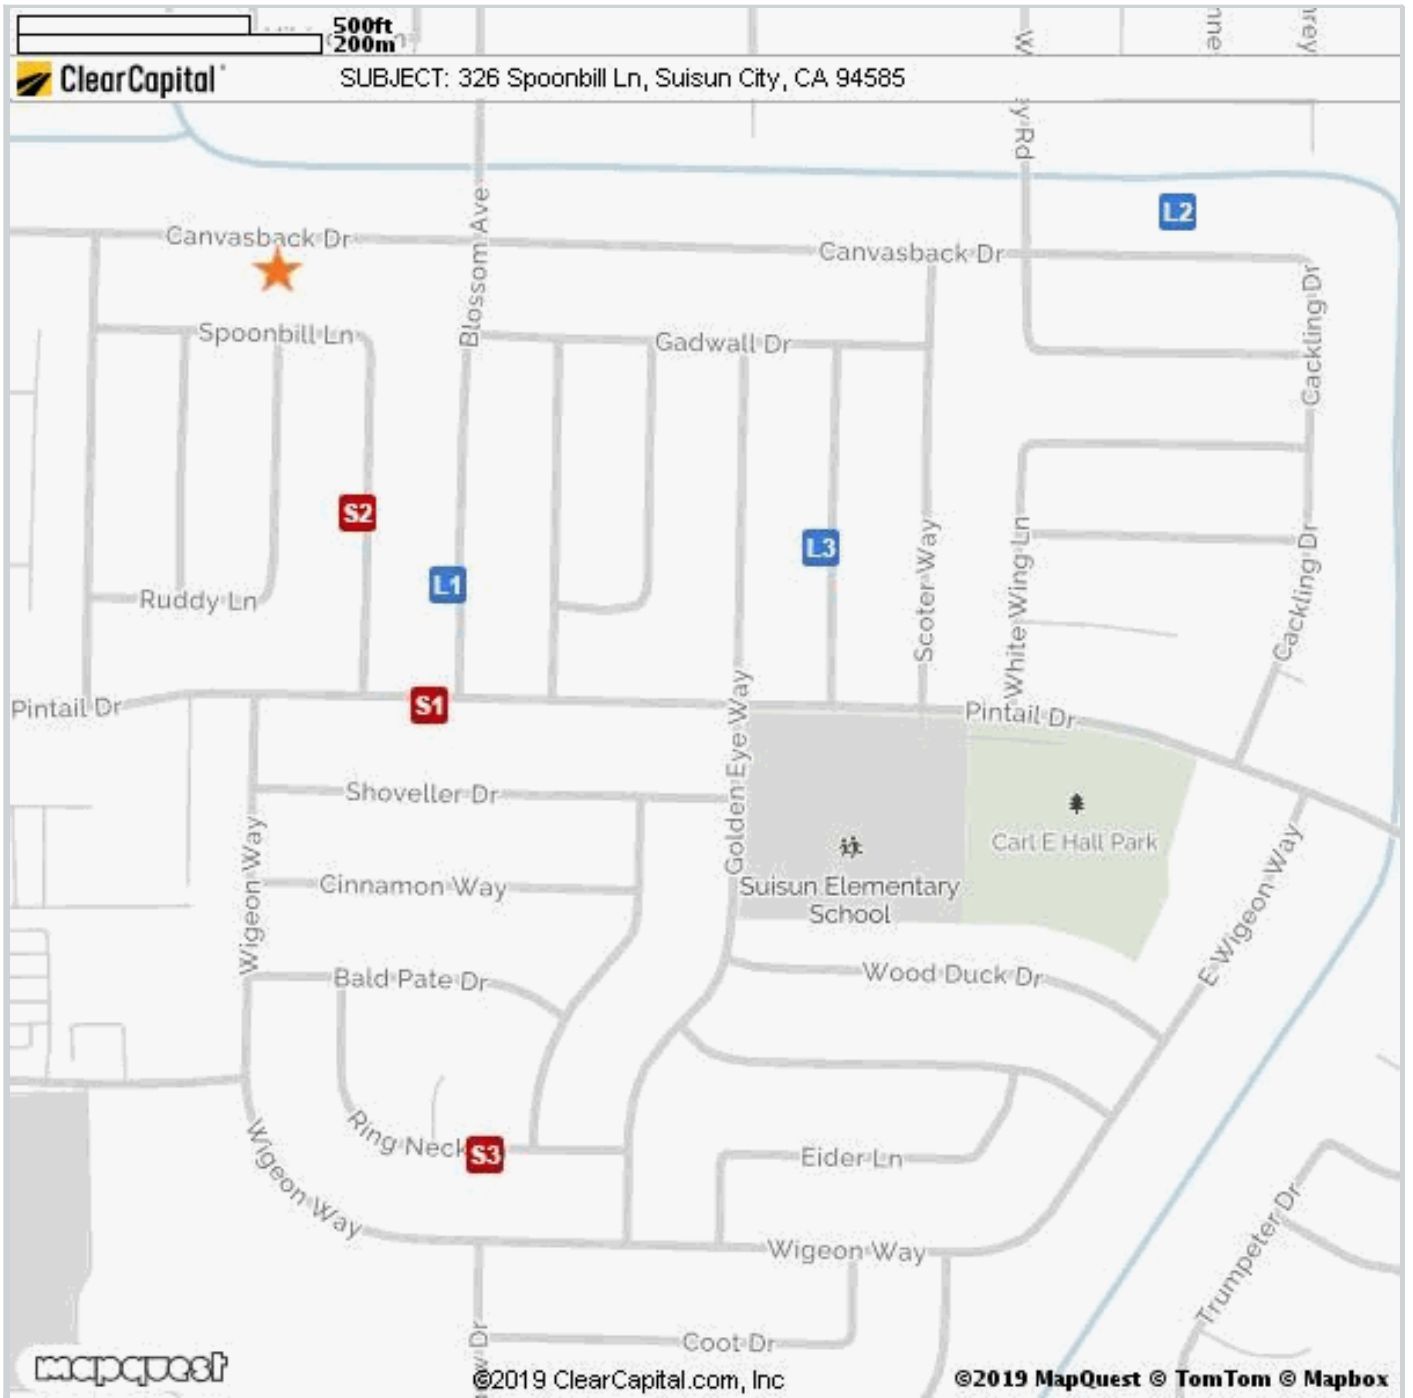 500ft
200m
ClearCapital
SUBJECT: 326 Spoonbill Ln, Suisun City, CA 94585
Blossom Ave
L2
Canvasback Dr
Canvasback Dr
Cackling Dr
Spoonbill Ln
Gadwall Dr
S2
L3
L1
Scoter Way
White Wing Ln
Cackling Dr
Ruddy Ln
Pintail Dr
S1
Pintail Dr
Golden Eye Way
Shoveller Dr
Carl E Hall Park
Wigeon Way
Cinnamon Way
Suisun Elementary
School
E Wigeon Way
Bald Pate Dr
Wood Duck Dr
Ring Neck
S3
Eider Ln
Wigeon Way
Wigeon Way
Trumpeter Dr
Coot Dr
mapquest
©2019 ClearCapital.com, Inc
©2019 MapQuest © TomTom © Mapbox